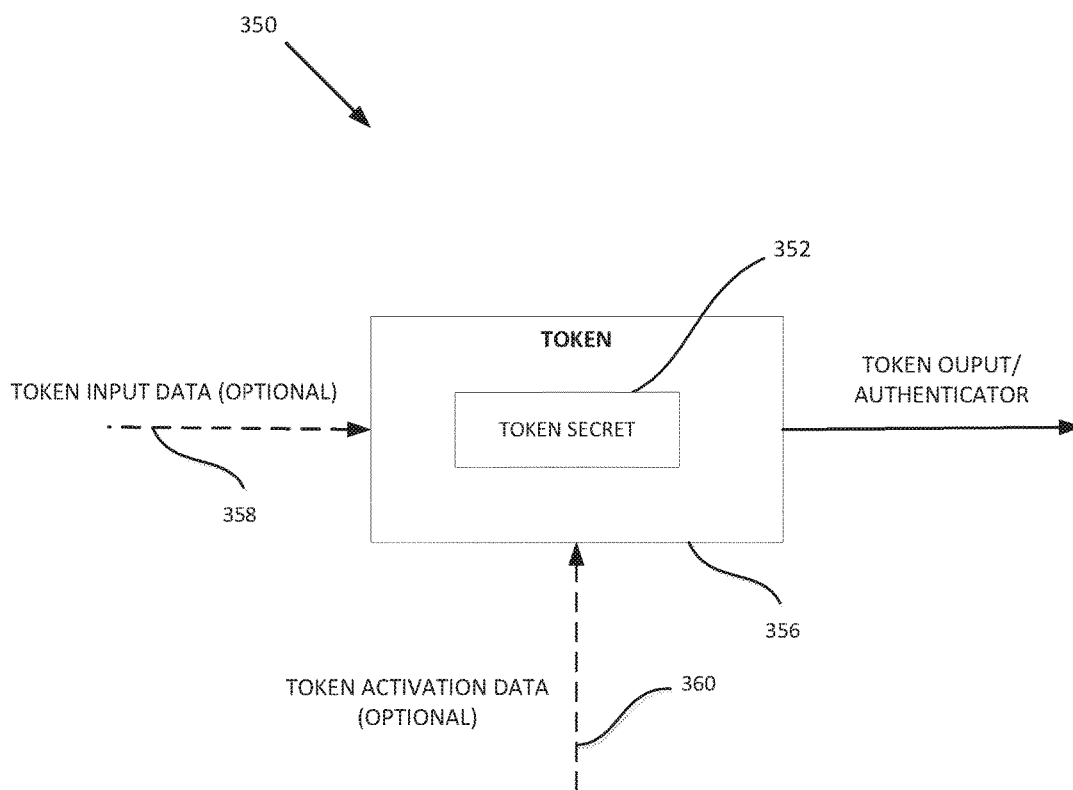 350
352
TOKEN
TOKEN OUPUT/
AUTHENTICATOR
TOKEN INPUT DATA (OPTIONAL)
TOKEN SECRET
358
356
TOKEN ACTIVATION DATA
(OPTIONAL)
360